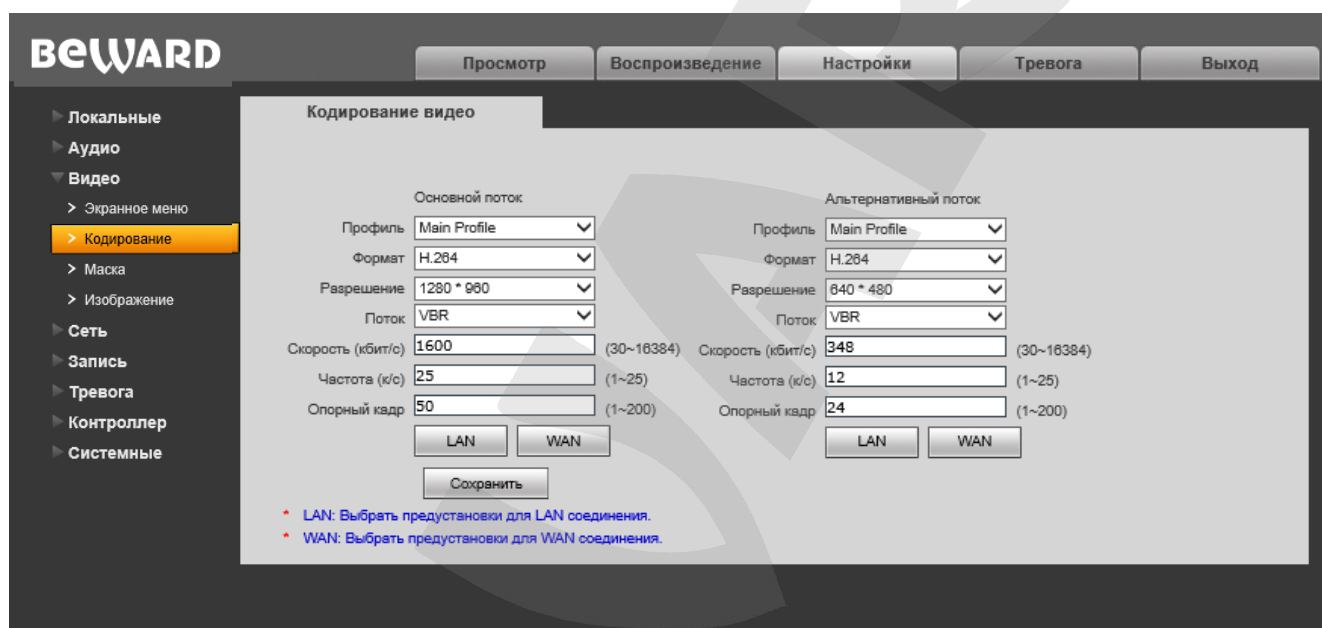 BEWARD
Просмотр Воспроизведение Настройки Тревога Выход
Кодирование видео
Локальные
Аудио
Видео
> Экранное меню
> Кодирование
> Маска
> Изображение
Сеть
Запись
Тревога
Контроллер
Системные
Основной поток
Профиль Main Profile
Формат H.264
Разрешение 1280 * 960
Поток VBR
Скорость (кбит/с) 1600 (30~16384)
Частота (к/с) 25 (1~25)
Опорный кадр 50 (1~200)
LAN WAN
Альтернативный поток
Профиль Main Profile
Формат H.264
Разрешение 640 * 480
Поток VBR
Скорость (кбит/с) 348 (30~16384)
Частота (к/с) 12 (1~25)
Опорный кадр 24 (1~200)
LAN WAN
Сохранить
* LAN: Выбрать предустановки для LAN соединения.
* WAN: Выбрать предустановки для WAN соединения.